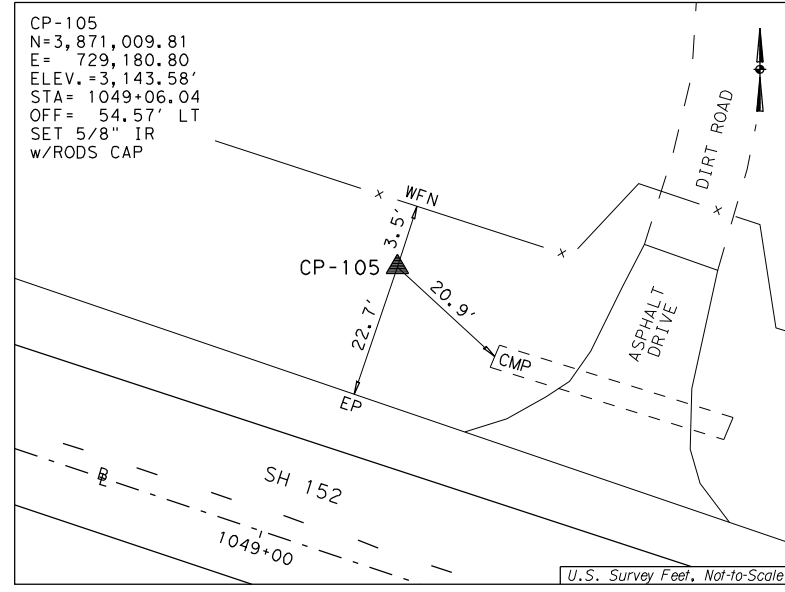 CP-105
N=3,871,009.81
E= 729,180.80
ELEV.=3,143.58'
STA= 1049+06.04
OFF= 54.57' LT
SET 5/8" IR
w/RODS CAP
DIRT ROAD
x
WFN
x
3.5'
x
CP-105
20.9'
22.7'
ASPHALT
DRIVE
CMP
EP
SH 152
BL
1049+00
U.S. Survey Feet, Not-to-Scale